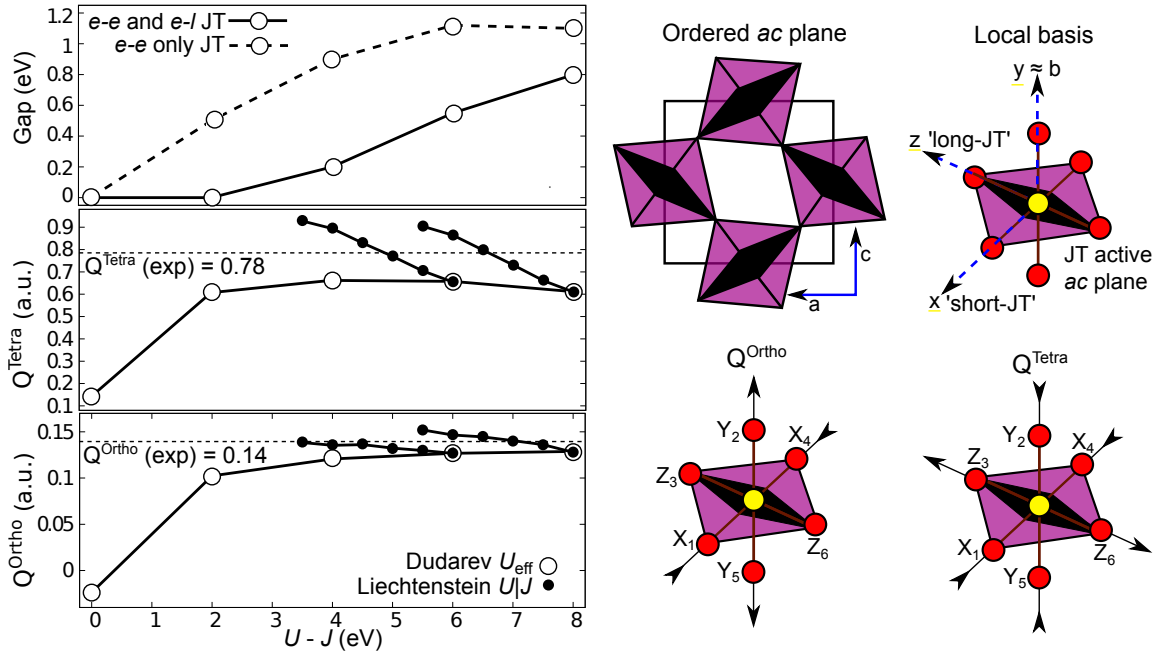 e-e and e-l JT
e-e only JT
Gap (eV)
1.2
1
0.8
0.6
0.4
0.2
0
Q^Tetra (a.u.)
0.9
0.8
0.7
0.6
0.5
0.4
0.3
0.2
0.1
Q^Tetra (exp) = 0.78
Q^Ortho (a.u.)
0.15
0.1
0.05
0
Q^Ortho (exp) = 0.14
Dudarev U_eff
Liechtenstein U|J
0 1 2 3 4 5 6 7 8
U - J (eV)
Ordered ac plane
c
a
Local basis
y ≈ b
z 'long-JT'
JT active
ac plane
x 'short-JT'
Q^Ortho
Y2
X4
Z3
X1
Z6
Y5
Q^Tetra
Y2
X4
Z3
X1
Z6
Y5